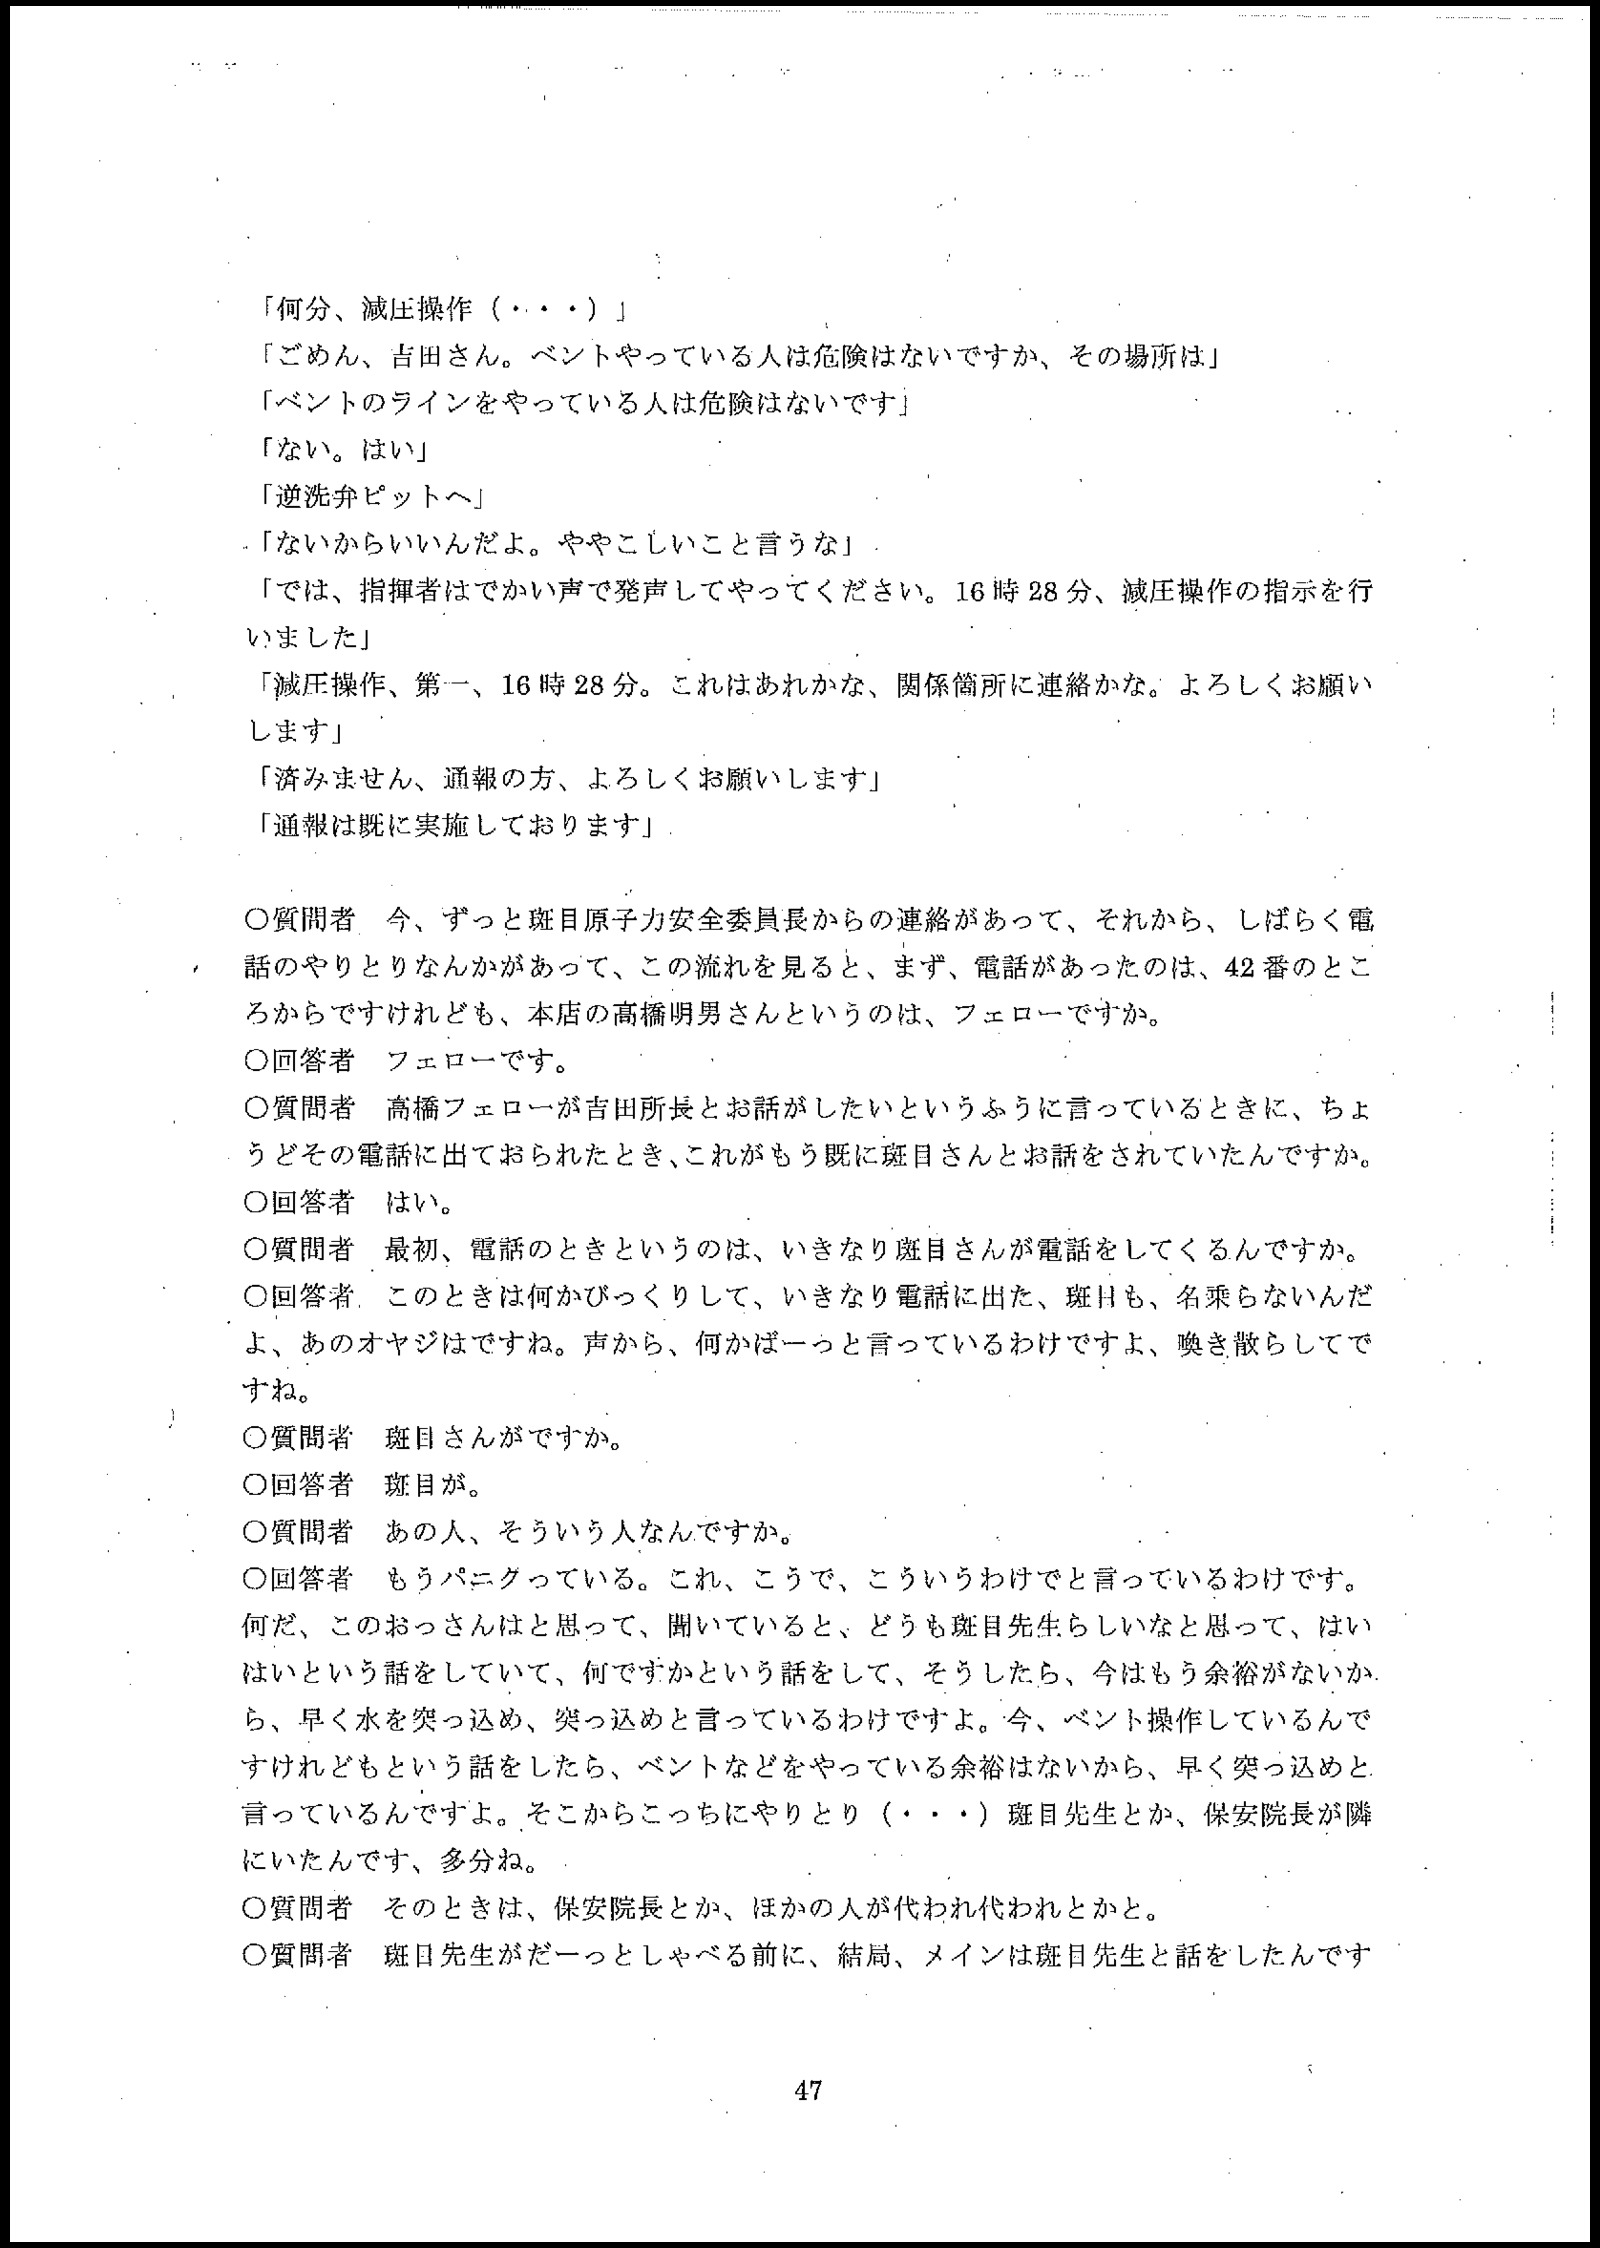 「何分、減圧操作（・・・）」
「ごめん、吉田さん。ベントやっている人は危険はないですか、その場所は」
「ベントのラインをやっている人は危険はないです」
「ない。はい」
「逆洗弁ピットへ」
「ないからいいんだよ。ややこしいこと言うな」
「では、指揮者はでかい声で発声してやってください。16 時 28 分、減圧操作の指示を行
いました」
「減圧操作、第一、16 時 28 分。これはあれかな、関係箇所に連絡かな。よろしくお願い
します」
「済みません、通報の方、よろしくお願いします」
「通報は既に実施しております」
○質問者　今、ずっと斑目原子力安全委員長からの連絡があって、それから、しばらく電
話のやりとりなんかがあって、この流れを見ると、まず、電話があったのは、42 番のとこ
ろからですけれども、本店の高橋明男さんというのは、フェローですか。
○回答者　フェローです。
○質問者　高橋フェローが吉田所長とお話がしたいというふうに言っているときに、ちょ
うどその電話に出ておられたとき、これがもう既に斑目さんとお話をされていたんですか。
○回答者　はい。
○質問者　最初、電話のときというのは、いきなり斑目さんが電話をしてくるんですか。
○回答者　このときは何かびっくりして、いきなり電話に出た、斑目も、名乗らないんだ
よ、あのオヤジはですね。声から、何かばーっと言っているわけですよ、喚き散らしてで
すね。
○質問者　斑目さんがですか。
○回答者　斑目が。
○質問者　あの人、そういう人なんですか。
○回答者　もうパニクっている。これ、こうで、こういうわけでと言っているわけです。
何だ、このおっさんはと思って、聞いていると、どうも斑目先生らしいなと思って、はい
はいという話をしていて、何ですかという話をして、そうしたら、今はもう余裕がないか
ら、早く水を突っ込め、突っ込めと言っているわけですよ。今、ベント操作しているんで
すけれどもという話をしたら、ベントなどをやっている余裕はないから、早く突っ込めと
言っているんですよ。そこからこっちにやりとり（・・・）斑目先生とか、保安院長が隣
にいたんです、多分ね。
○質問者　そのときは、保安院長とか、ほかの人が代われ代われとかと。
○質問者　斑目先生がだーっとしゃべる前に、結局、メインは斑目先生と話をしたんです
47